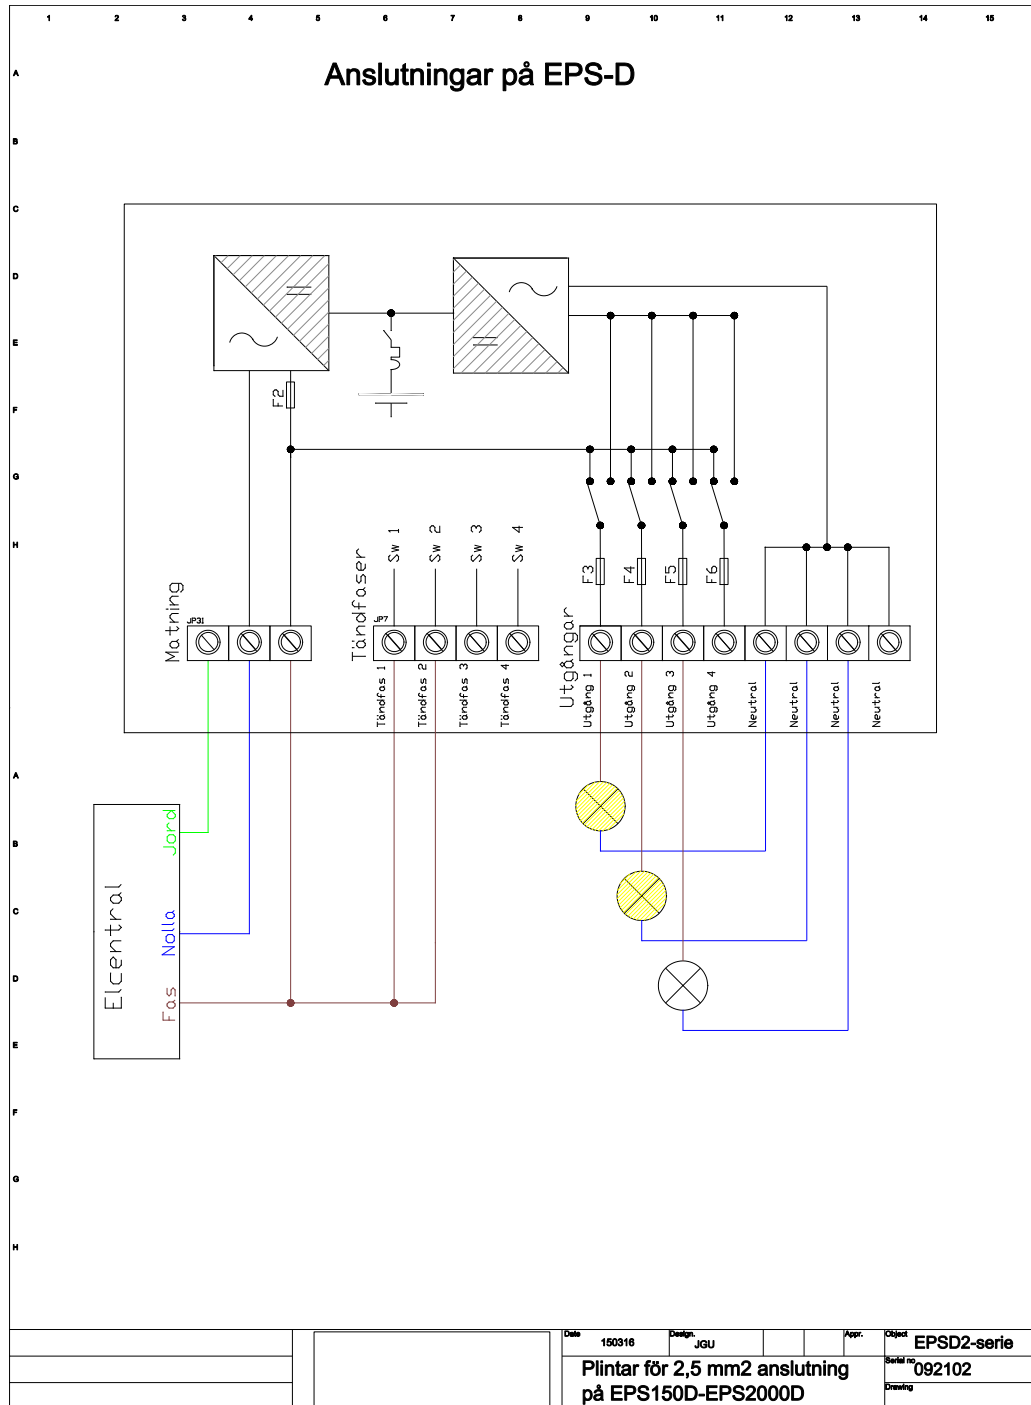 1 2 3 4 5 6 7 8 9 10 11 12 13 14 15
A
Anslutningar på EPS-D
B
C
D
E
F
F2
G
H
Sw 1
Sw 2
Sw 3
Sw 4
F3
F4
F5
F6
Matning
JP31
Tändfaser
JP7
Utgångar
Tändfas 1
Tändfas 2
Tändfas 3
Tändfas 4
Utgång 1
Utgång 2
Utgång 3
Utgång 4
Neutral
Neutral
Neutral
Neutral
A
B
C
D
E
F
G
H
Elcentral
Jord
Nolla
Fas
Date 150316
Design. JGU
Appr.
Object EPSD2-serie
Plintar för 2,5 mm2 anslutning
på EPS150D-EPS2000D
Serial no 092102
Drawing